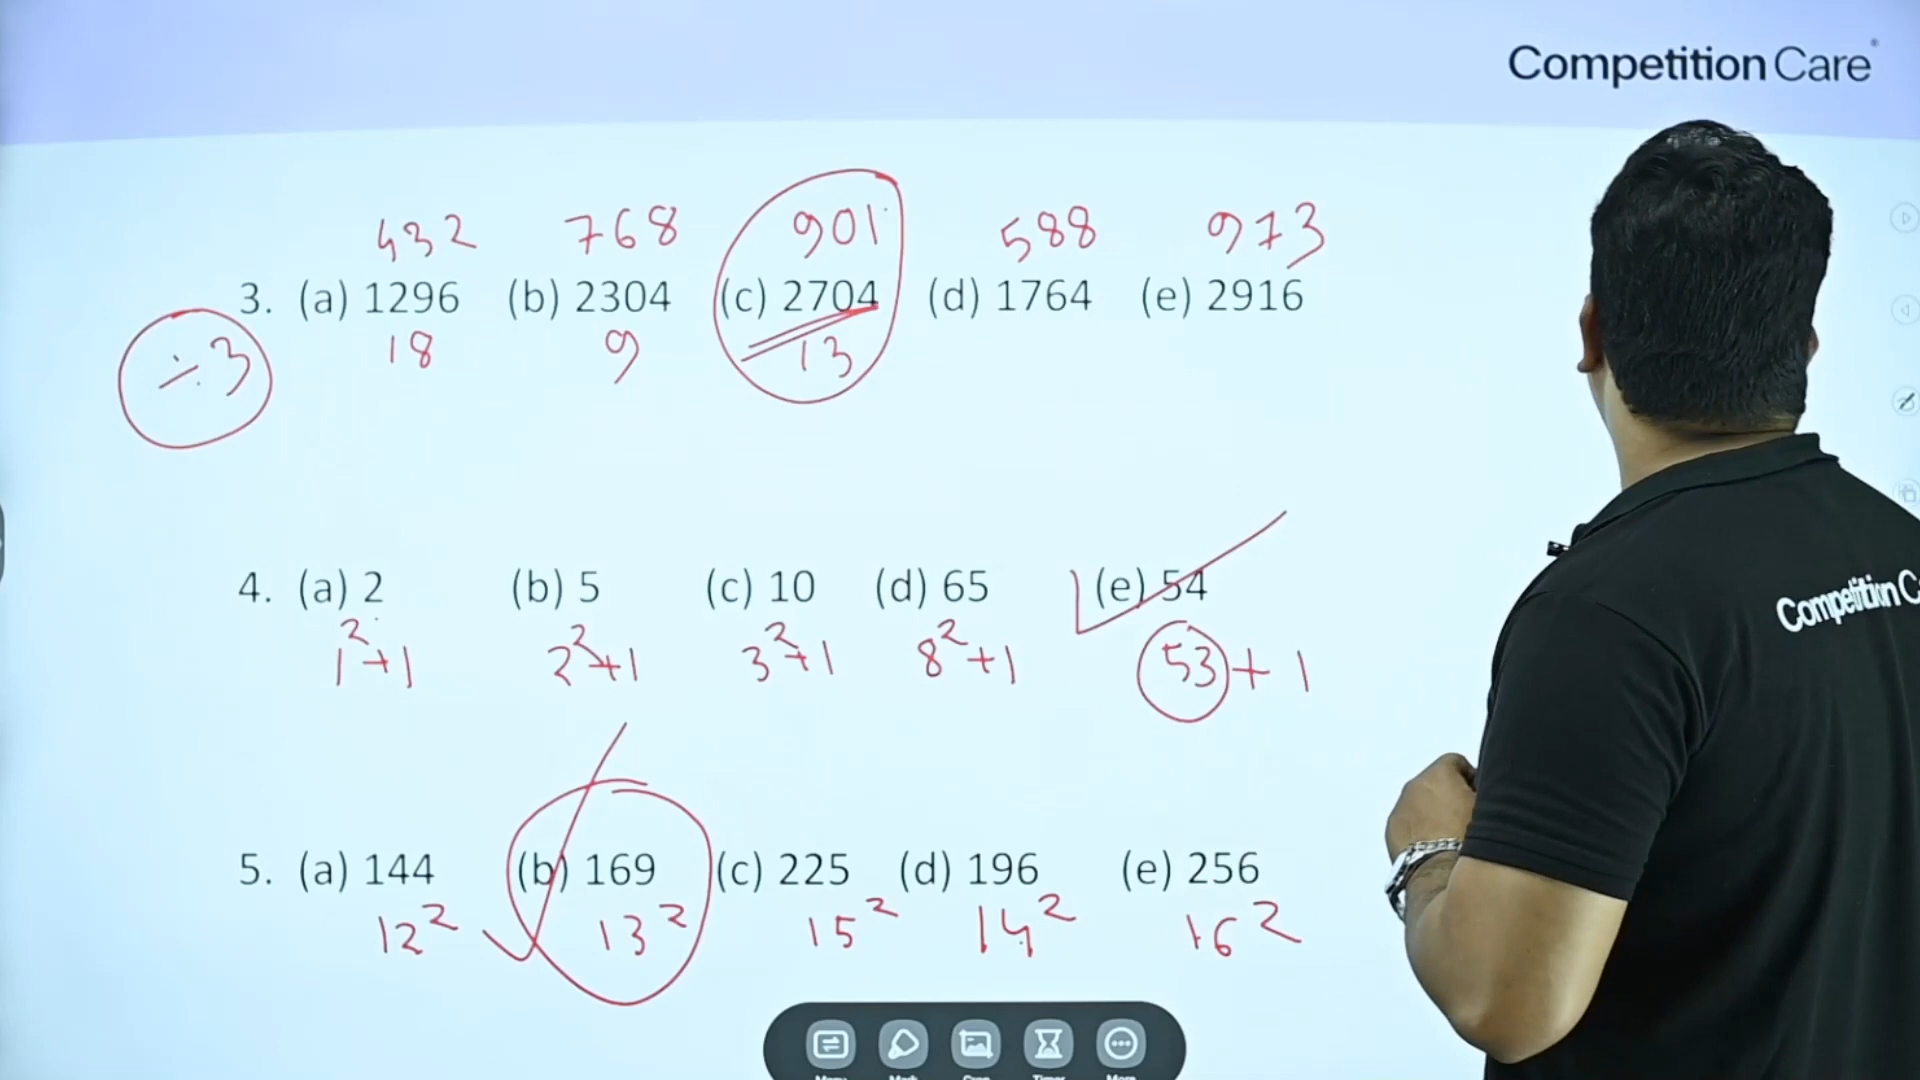 Competition Care
432 768 901 588 973
3. (a) 1296 (b) 2304 (c) 2704 (d) 1764 (e) 2916
÷3 18 9 13
4. (a) 2 (b) 5 (c) 10 (d) 65 (e) 54
1²+1 2²+1 3²+1 8²+1 53+1
Competition C
5. (a) 144 (b) 169 (c) 225 (d) 196 (e) 256
12² 13² 15² 14² 16²